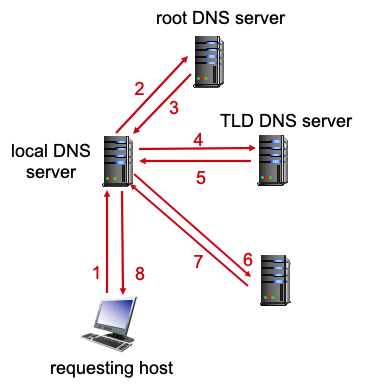 root DNS server
2
3
TLD DNS server
4
local DNS
server
5
6
7
1
8
requesting host